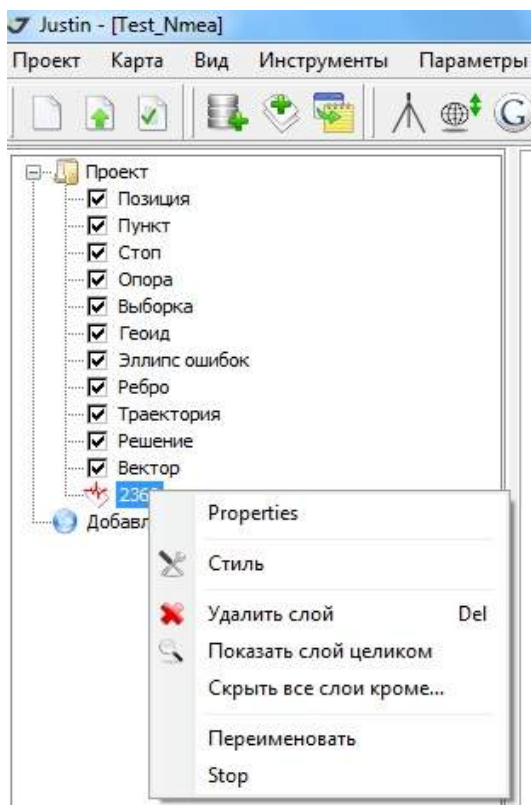 Justin - [Test_Nmea]
Проект Карта Вид Инструменты Параметры
G
Проект
Позиция
Пункт
Стоп
Опора
Выборка
Геоид
Эллипс ошибок
Ребро
Траектория
Решение
Вектор
Properties
Стиль
Удалить слой Del
Показать слой целиком
Скрыть все слои кроме...
Переименовать
Stop